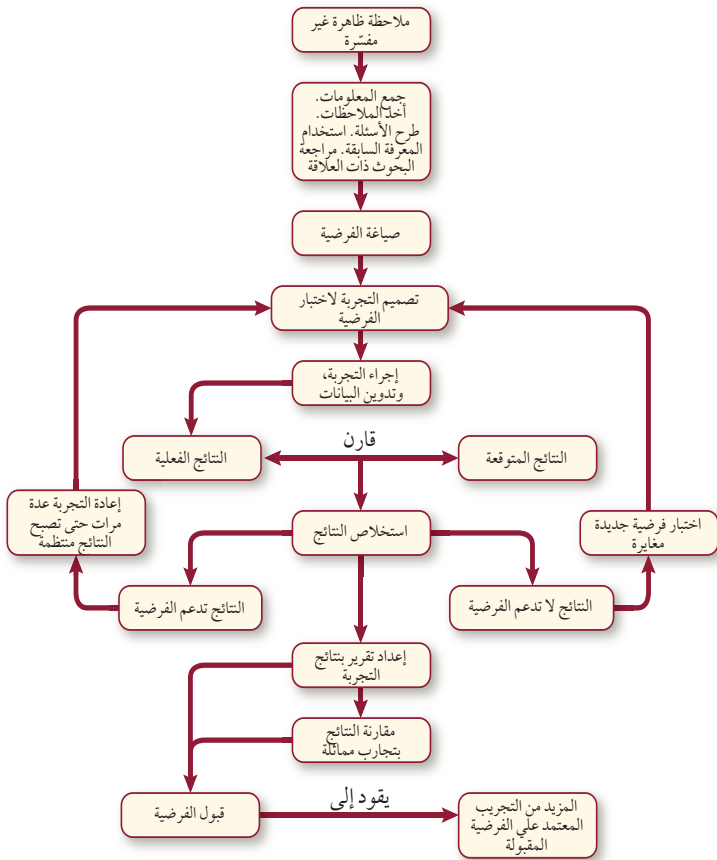 ملاحظة ظاهرة غير
مفسّرة
جمع المعلومات.
أخذ الملاحظات.
طرح الأسئلة. استخدام
المعرفة السابقة. مراجعة
البحوث ذات العلاقة
صياغة الفرضية
تصميم التجربة لاختبار
الفرضية
إجراء التجربة،
وتدوين البيانات
قارن
النتائج المتوقعة
النتائج الفعلية
استخلاص النتائج
اختبار فرضية جديدة
مغايرة
إعادة التجربة عدة
مرات حتى تصبح
النتائج منتظمة
النتائج لا تدعم الفرضية
النتائج تدعم الفرضية
إعداد تقرير بنتائج
التجربة
مقارنة النتائج
بتجارب مماثلة
قبول الفرضية
يقود إلى
المزيد من التجريب
المعتمد علي الفرضية
المقبولة